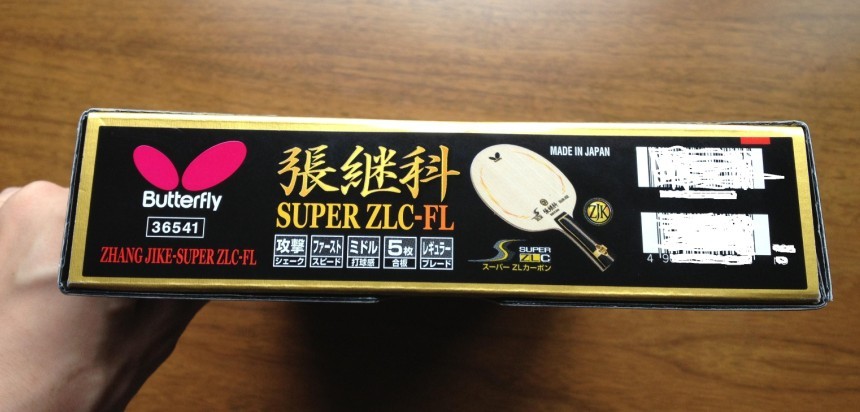 Butterfly
36541
ZHANG JIKE-SUPER ZLC-FL
張継科
SUPER ZLC-FL
攻撃 ファースト ミドル 5枚 レギュラー
シェーク スピード 打球感 合板 ブレード
MADE IN JAPAN
ZJK
SUPER
ZLC
スーパー ZLカーボン
4 9